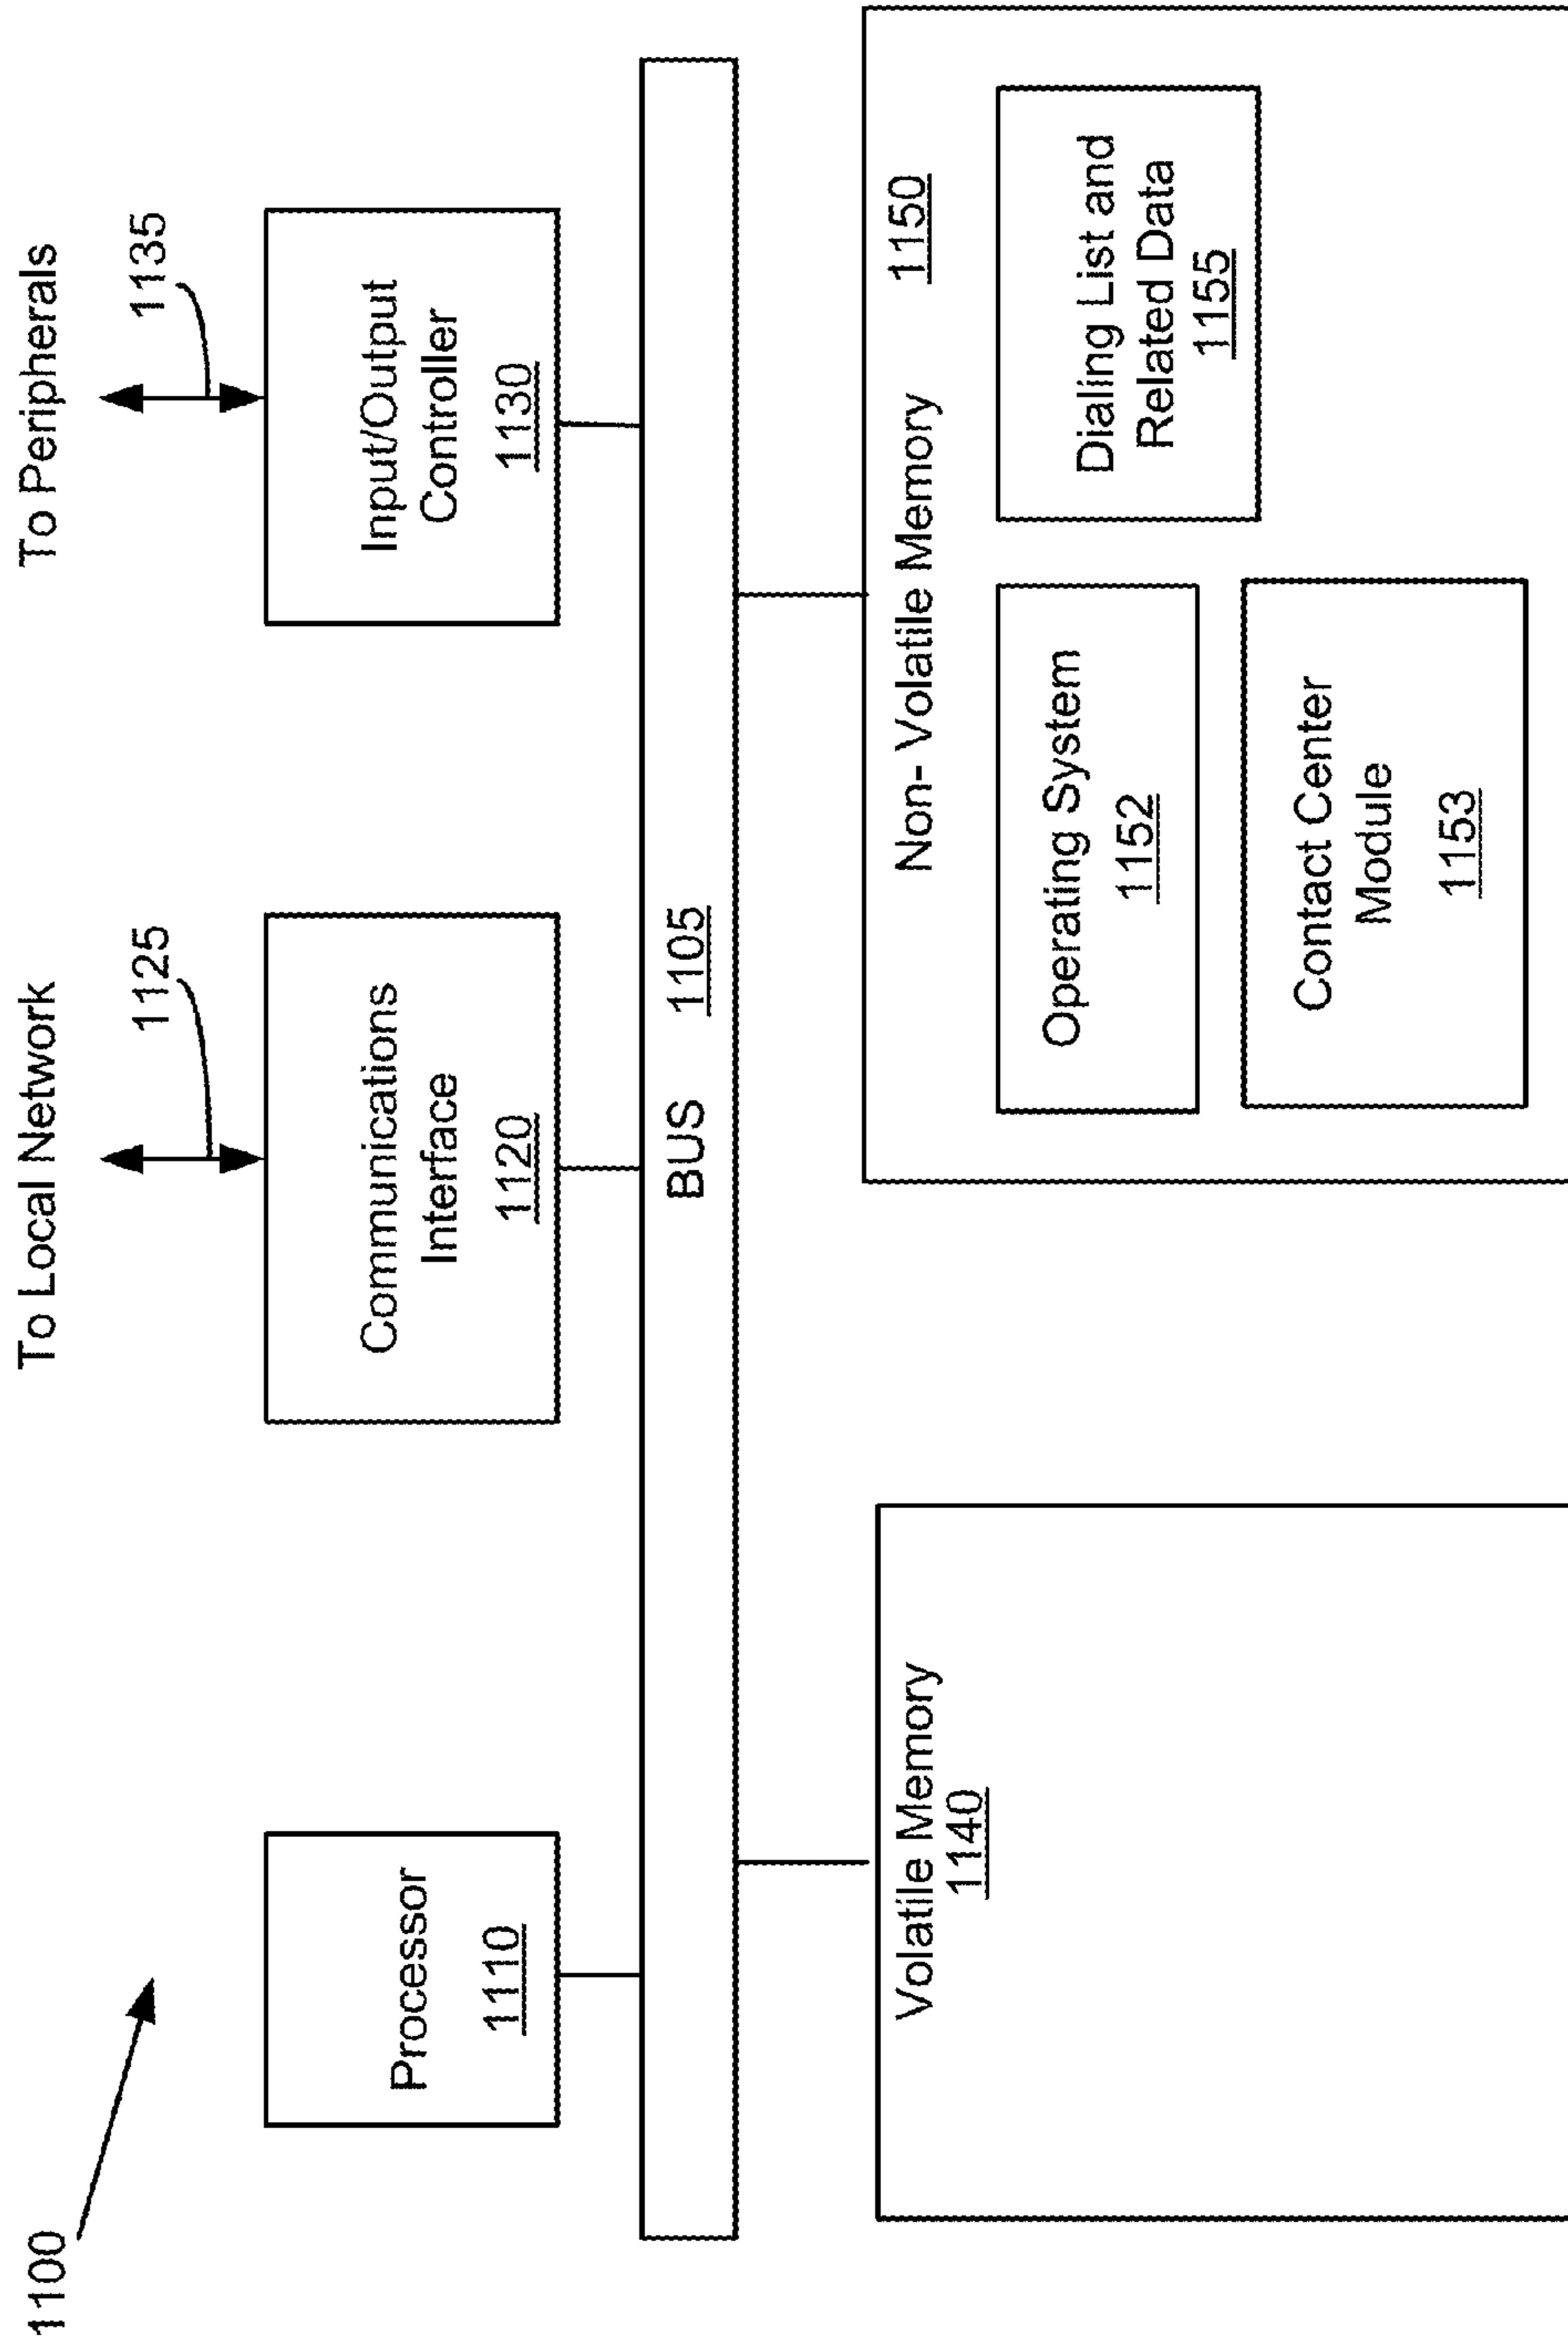 1100
To Local Network
To Peripherals
1125
1135
Processor
1110
Communications
Interface
1120
Input/Output
Controller
1130
BUS 1105
Volatile Memory
1140
Non- Volatile Memory
1150
Operating System
1152
Contact Center
Module
1153
Dialing List and
Related Data
1155